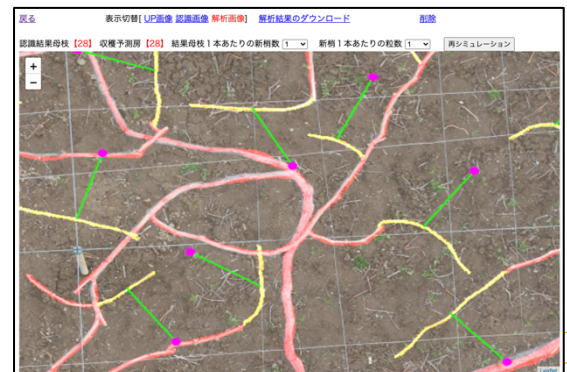 戻る 表示切替[ UP画像 認識画像 解析画像] 解析結果のダウンロード 削除
認識結果母枝【28】 収穫予測房【28】 結果母枝1本あたりの新梢数 1 新梢1本あたりの粒数 1 再シミュレーション
+
−
Leaflet